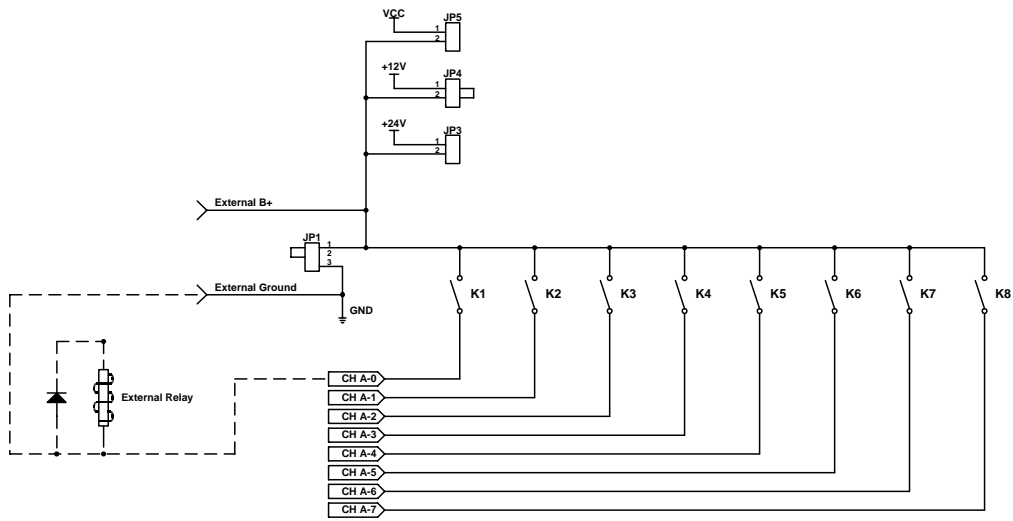 VCC
JP5
1
2
+12V
JP4
1
2
+24V
JP3
1
2
External B+
JP1
1
2
3
External Ground
GND
K1 K2 K3 K4 K5 K6 K7 K8
CH A-0
External Relay
CH A-1
CH A-2
CH A-3
CH A-4
CH A-5
CH A-6
CH A-7